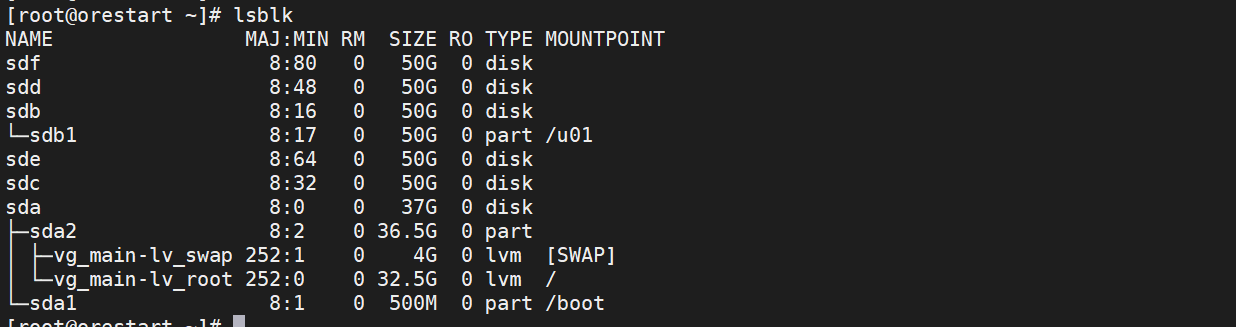 [root@orestart ~]# lsblk
NAME                MAJ:MIN RM  SIZE RO TYPE MOUNTPOINT
sdf                   8:80   0   50G  0 disk
sdd                   8:48   0   50G  0 disk
sdb                   8:16   0   50G  0 disk
└─sdb1                8:17   0   50G  0 part /u01
sde                   8:64   0   50G  0 disk
sdc                   8:32   0   50G  0 disk
sda                   8:0    0   37G  0 disk
├─sda2                8:2    0 36.5G  0 part
│ ├─vg_main-lv_swap 252:1    0    4G  0 lvm  [SWAP]
│ └─vg_main-lv_root 252:0    0 32.5G  0 lvm  /
└─sda1                8:1    0  500M  0 part /boot
[root@orestart ~]#